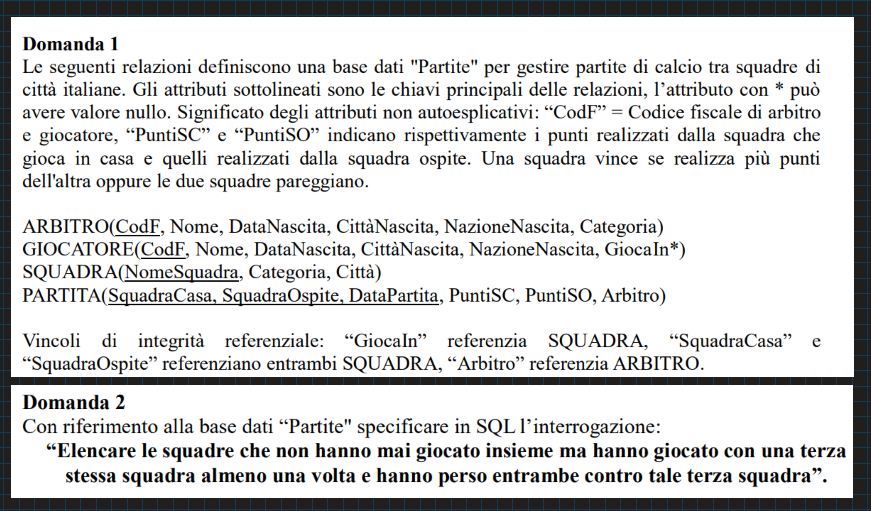 Domanda 1
Le seguenti relazioni definiscono una base dati "Partite" per gestire partite di calcio tra squadre di
città italiane. Gli attributi sottolineati sono le chiavi principali delle relazioni, l’attributo con * può
avere valore nullo. Significato degli attributi non autoesplicativi: “CodF” = Codice fiscale di arbitro
e giocatore, “PuntiSC” e “PuntiSO” indicano rispettivamente i punti realizzati dalla squadra che
gioca in casa e quelli realizzati dalla squadra ospite. Una squadra vince se realizza più punti
dell'altra oppure le due squadre pareggiano.
ARBITRO(CodF, Nome, DataNascita, CittàNascita, NazioneNascita, Categoria)
GIOCATORE(CodF, Nome, DataNascita, CittàNascita, NazioneNascita, GiocaIn*)
SQUADRA(NomeSquadra, Categoria, Città)
PARTITA(SquadraCasa, SquadraOspite, DataPartita, PuntiSC, PuntiSO, Arbitro)
Vincoli di integrità referenziale: “GiocaIn” referenzia SQUADRA, “SquadraCasa” e
“SquadraOspite” referenziano entrambi SQUADRA, “Arbitro” referenzia ARBITRO.
Domanda 2
Con riferimento alla base dati “Partite" specificare in SQL l’interrogazione:
“Elencare le squadre che non hanno mai giocato insieme ma hanno giocato con una terza
stessa squadra almeno una volta e hanno perso entrambe contro tale terza squadra”.